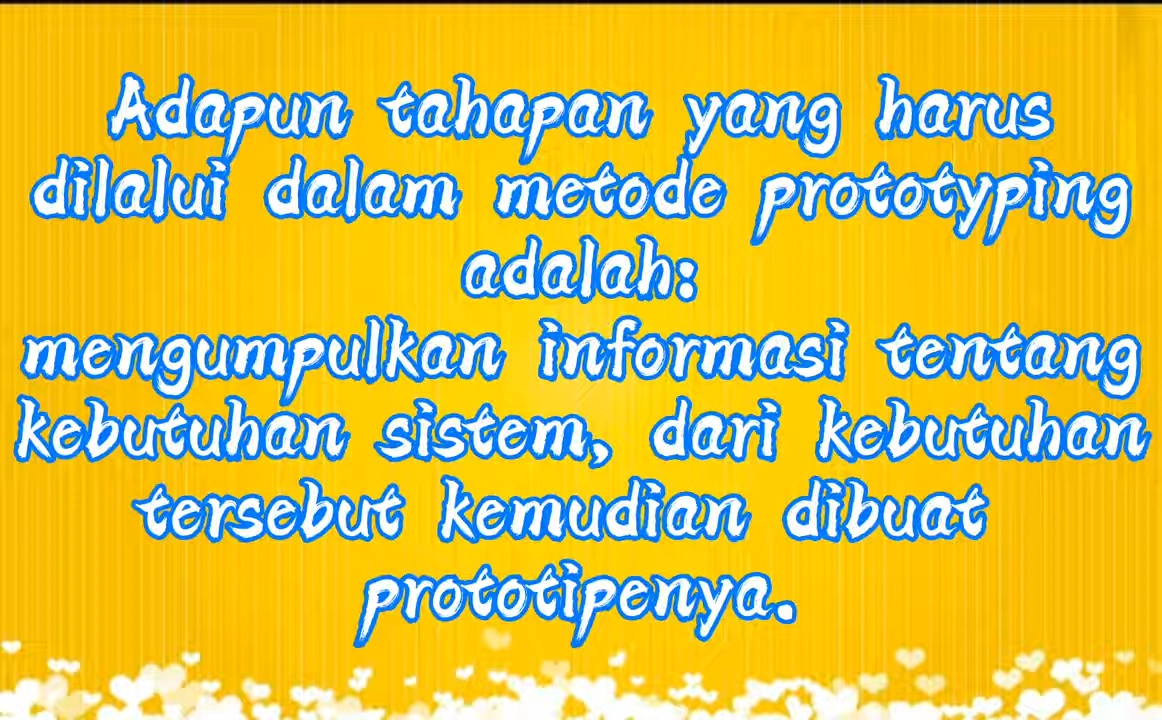 Adapun tahapan yang harus
dilalui dalam metode prototyping
adalah:
mengumpulkan informasi tentang
kebutuhan sistem, dari kebutuhan
tersebut kemudian dibuat
prototipenya.